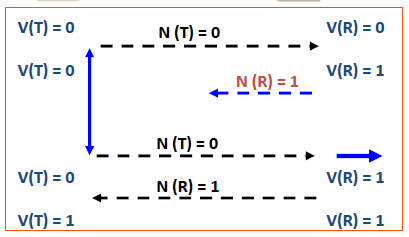 V(T) = 0 N (T) = 0 V(R) = 0
V(T) = 0 V(R) = 1
N (R) = 1
N (T) = 0
V(T) = 0 N (R) = 1 V(R) = 1
V(T) = 1 V(R) = 1